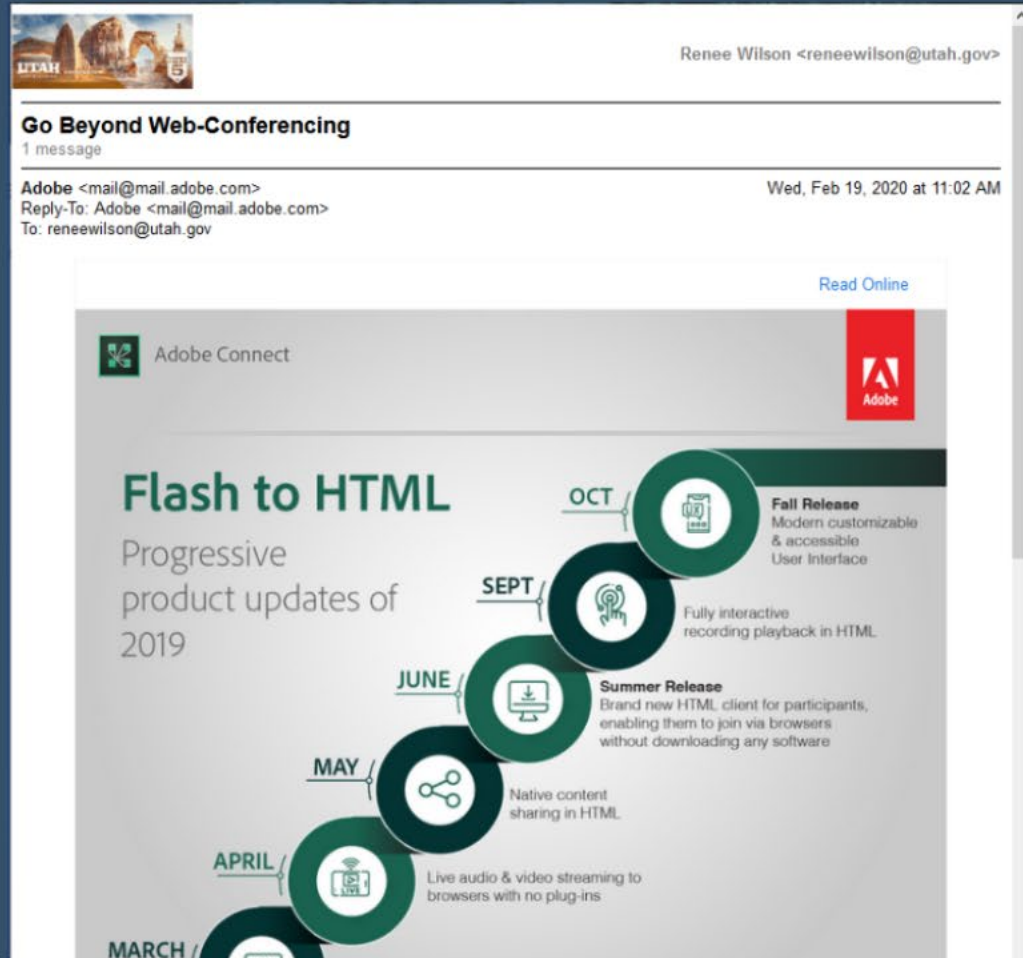 UTAH
Renee Wilson <reneewilson@utah.gov>
Go Beyond Web-Conferencing
1 message
Adobe <mail@mail.adobe.com>
Wed, Feb 19, 2020 at 11:02 AM
Reply-To: Adobe <mail@mail.adobe.com>
To: reneewilson@utah.gov
Read Online
Adobe Connect
Adobe
Flash to HTML
Progressive
product updates of
2019
OCT
UX
Fall Release
Modern customizable
& accessible
User Interface
SEPT
Fully interactive
recording playback in HTML
JUNE
Summer Release
Brand new HTML client for participants,
enabling them to join via browsers
without downloading any software
MAY
Native content
sharing in HTML
APRIL
LIVE
Live audio & video streaming to
browsers with no plug-ins
MARCH